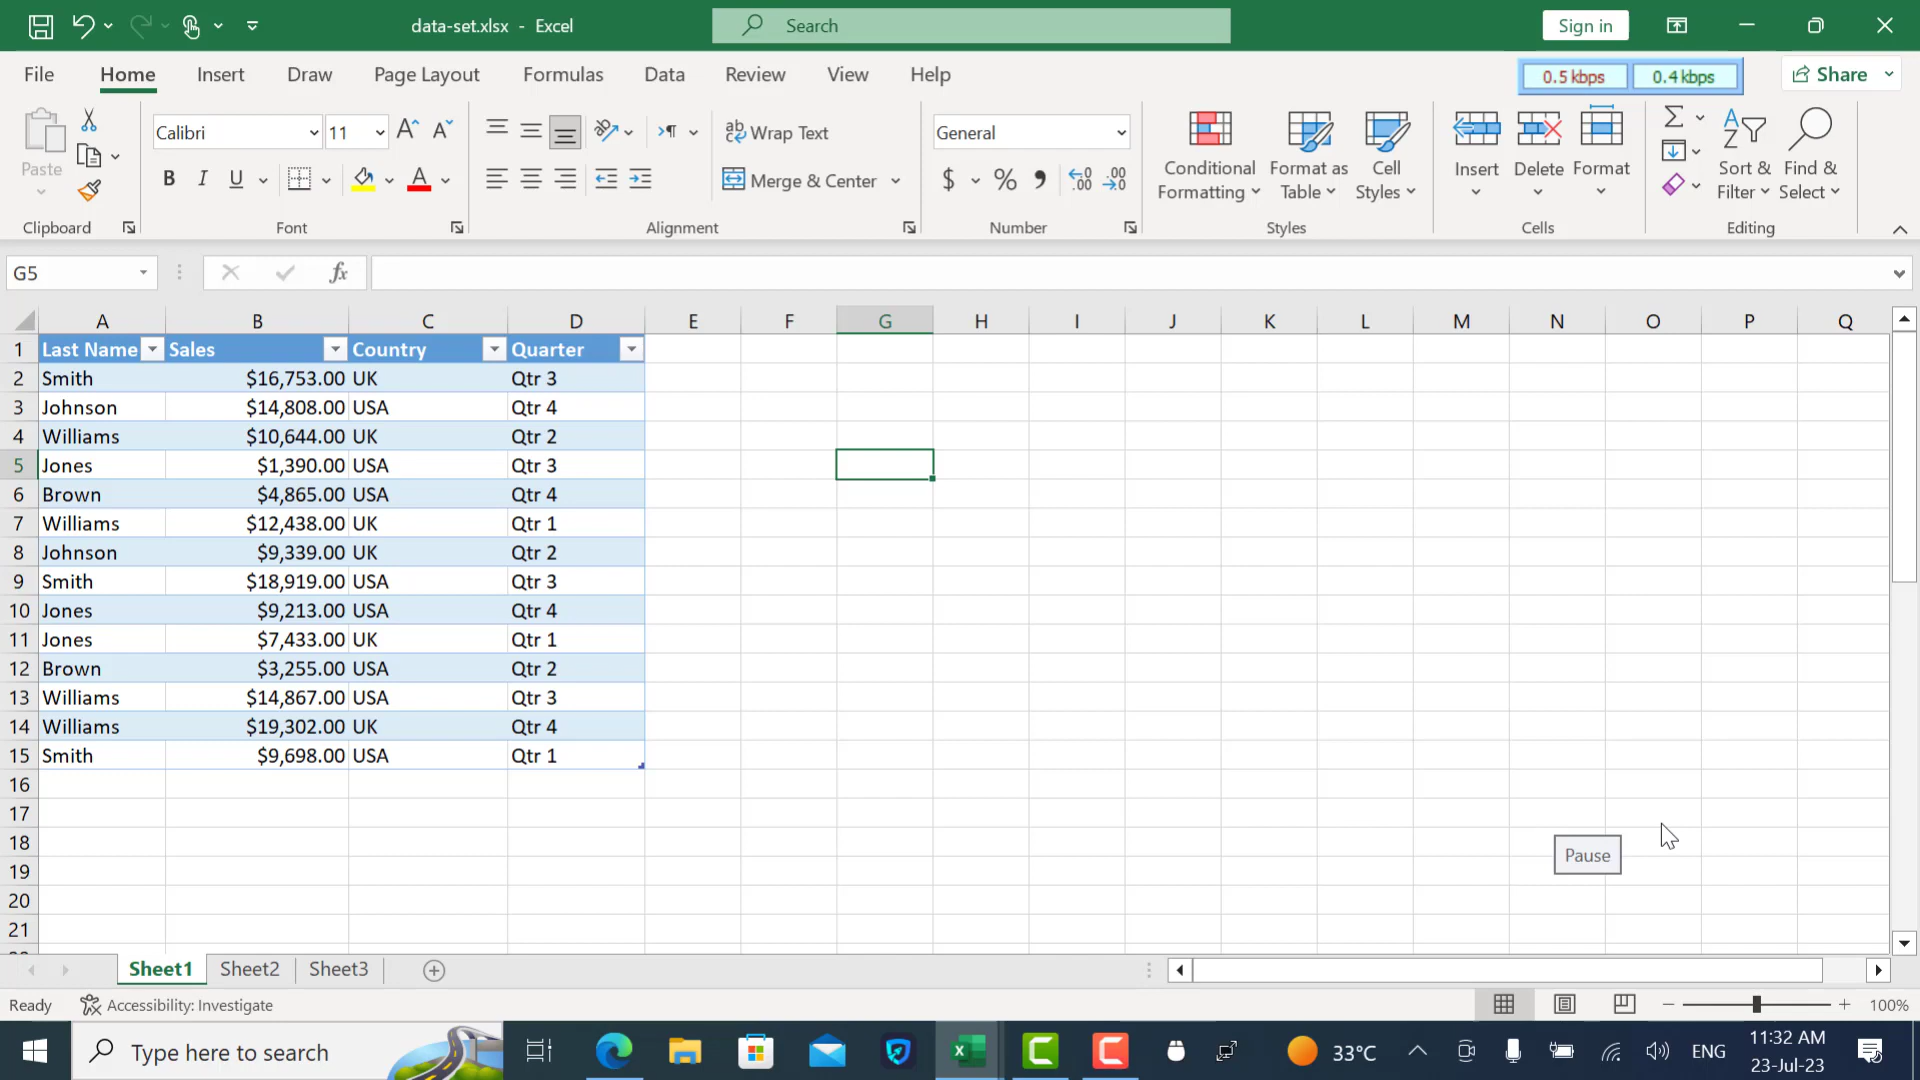 data-set.xlsx - Excel
Search
Sign in
File Home Insert Draw Page Layout Formulas Data Review View Help
0.5 kbps 0.4 kbps
Share
Paste
Calibri 11
B I U
Wrap Text
Merge & Center
General
$ % ,
Conditional Formatting
Format as Table
Cell Styles
Insert
Delete
Format
Sort & Filter
Find & Select
Clipboard Font Alignment Number Styles Cells Editing
G5 fx
A B C D E F G H I J K L M N O P Q
1 Last Name Sales Country Quarter
2 Smith $16,753.00 UK Qtr 3
3 Johnson $14,808.00 USA Qtr 4
4 Williams $10,644.00 UK Qtr 2
5 Jones $1,390.00 USA Qtr 3
6 Brown $4,865.00 USA Qtr 4
7 Williams $12,438.00 UK Qtr 1
8 Johnson $9,339.00 UK Qtr 2
9 Smith $18,919.00 USA Qtr 3
10 Jones $9,213.00 USA Qtr 4
11 Jones $7,433.00 UK Qtr 1
12 Brown $3,255.00 USA Qtr 2
13 Williams $14,867.00 USA Qtr 3
14 Williams $19,302.00 UK Qtr 4
15 Smith $9,698.00 USA Qtr 1
16
17
18
Pause
19
20
21
Sheet1 Sheet2 Sheet3
Ready Accessibility: Investigate 100%
Type here to search
33°C
ENG
11:32 AM
23-Jul-23